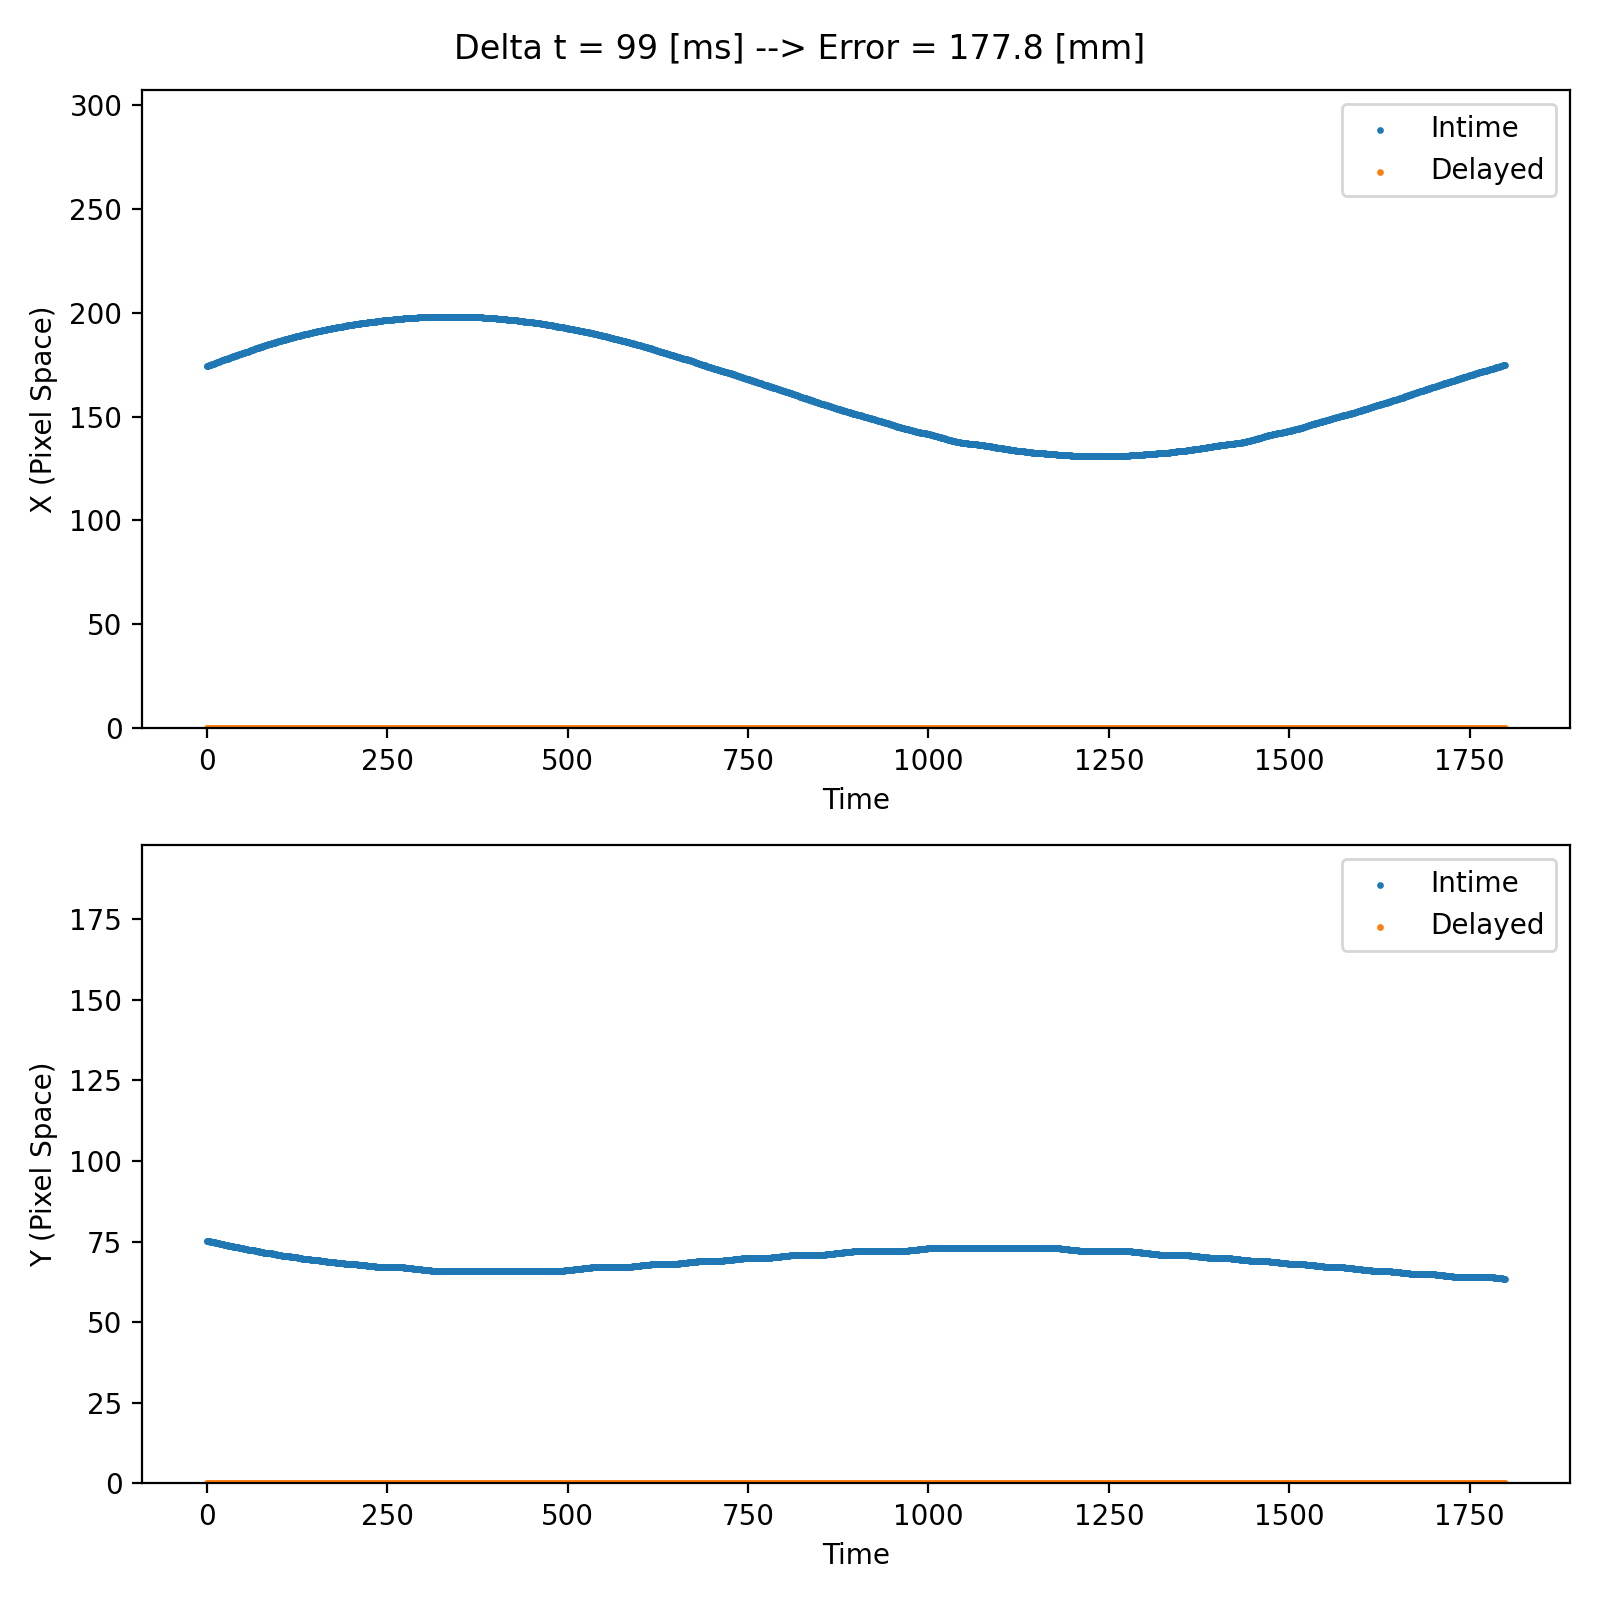 Delta t = 99 [ms] --> Error = 177.8 [mm]
300
250
200
150
100
50
0
X (Pixel Space)
Intime
Delayed
0 250 500 750 1000 1250 1500 1750
Time
175
150
125
100
75
50
25
0
Y (Pixel Space)
Intime
Delayed
0 250 500 750 1000 1250 1500 1750
Time